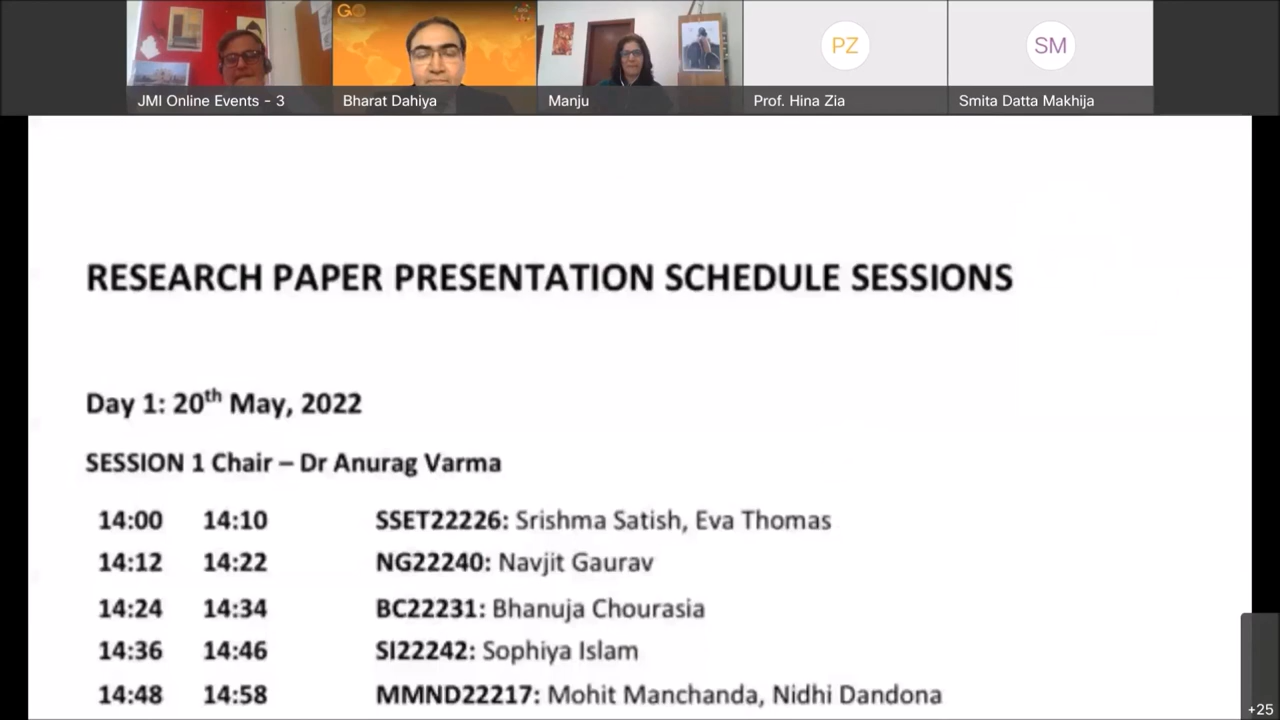 GO
JMI Online Events - 3
Bharat Dahiya
Manju
PZ
Prof. Hina Zia
SM
Smita Datta Makhija
RESEARCH PAPER PRESENTATION SCHEDULE SESSIONS
Day 1: 20th May, 2022
SESSION 1 Chair – Dr Anurag Varma
14:00 14:10 SSET22226: Srishma Satish, Eva Thomas
14:12 14:22 NG22240: Navjit Gaurav
14:24 14:34 BC22231: Bhanuja Chourasia
14:36 14:46 SI22242: Sophiya Islam
14:48 14:58 MMND22217: Mohit Manchanda, Nidhi Dandona
+25